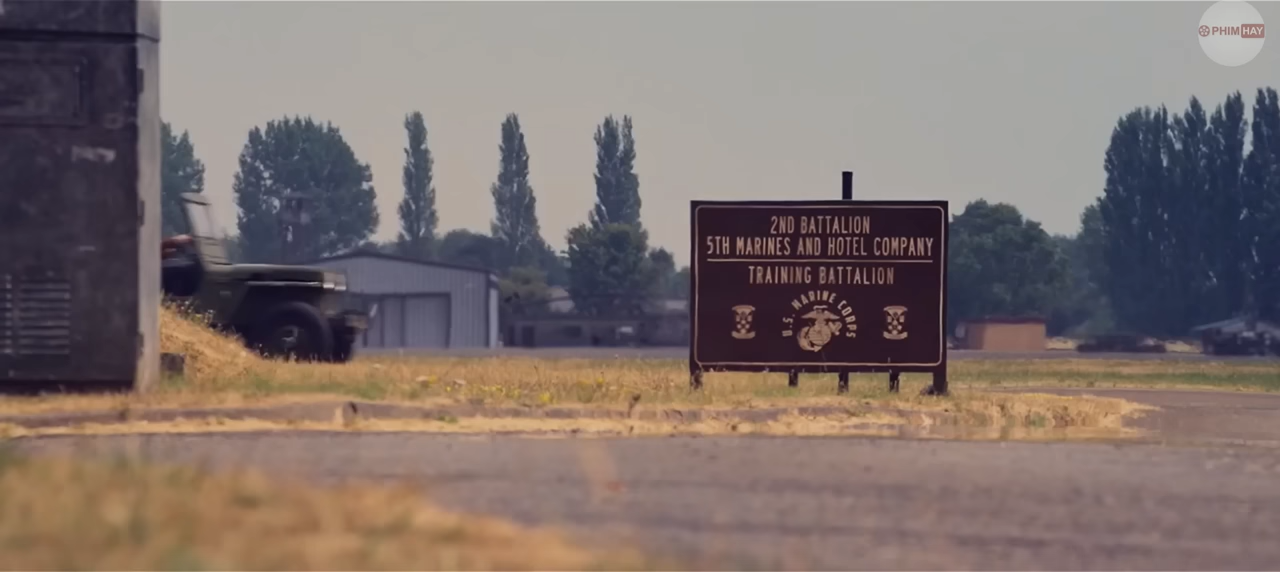 PHIMHAY
2ND BATTALION
5TH MARINES AND HOTEL COMPANY
TRAINING BATTALION
U.S. MARINE CORPS